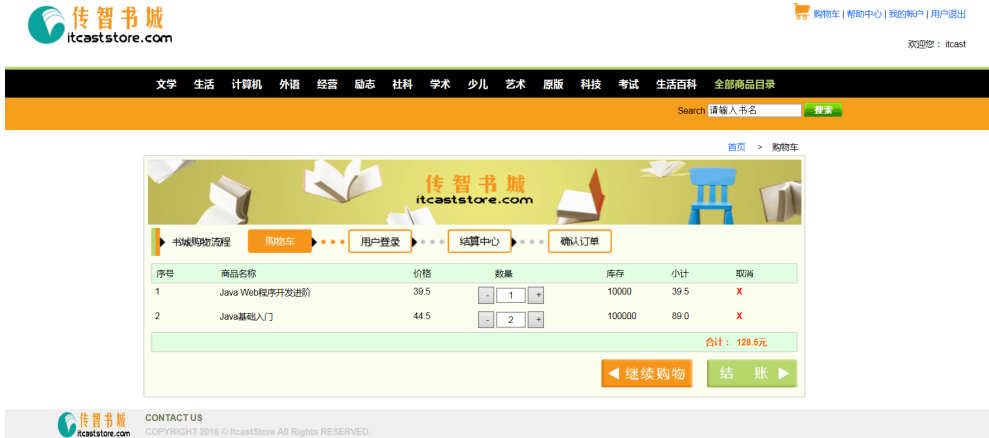 传智书城
itcaststore.com
购物车 | 帮助中心 | 我的帐户 | 用户退出
欢迎您： itcast
文学 生活 计算机 外语 经营 励志 社科 学术 少儿 艺术 原版 科技 考试 生活百科 全部商品目录
Search 请输入书名 搜索
首页 > 购物车
传智书城
itcaststore.com
书城购物流程 购物车 用户登录 结算中心 确认订单
序号 商品名称 价格 数量 库存 小计 取消
1 Java Web程序开发进阶 39.5 - 1 + 10000 39.5 X
2 Java基础入门 44.5 - 2 + 100000 89.0 X
合计： 128.5元
继续购物 结 账
传智书城
itcaststore.com
CONTACT US
COPYRIGHT 2016 © ItcastStore All Rights RESERVED.